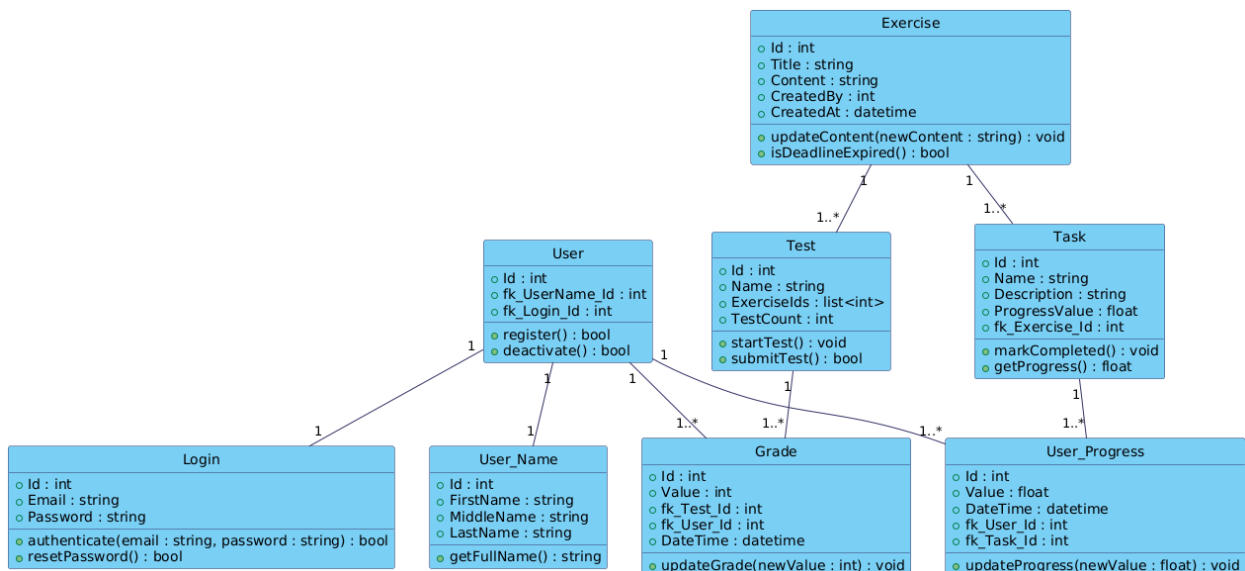 Exercise
Id : int
Title : string
Content : string
CreatedBy : int
CreatedAt : datetime
updateContent(newContent : string) : void
isDeadlineExpired() : bool
1
1
1..*
1..*
User
Id : int
fk_UserName_Id : int
fk_Login_Id : int
register() : bool
deactivate() : bool
Test
Id : int
Name : string
ExerciseIds : list<int>
TestCount : int
startTest() : void
submitTest() : bool
Task
Id : int
Name : string
Description : string
ProgressValue : float
fk_Exercise_Id : int
markCompleted() : void
getProgress() : float
1
1
1
1
1
1
1
1
1..*
1..*
1..*
1..*
Login
Id : int
Email : string
Password : string
authenticate(email : string, password : string) : bool
resetPassword() : bool
User_Name
Id : int
FirstName : string
MiddleName : string
LastName : string
getFullName() : string
Grade
Id : int
Value : int
fk_Test_Id : int
fk_User_Id : int
DateTime : datetime
updateGrade(newValue : int) : void
User_Progress
Id : int
Value : float
DateTime : datetime
fk_User_Id : int
fk_Task_Id : int
updateProgress(newValue : float) : void